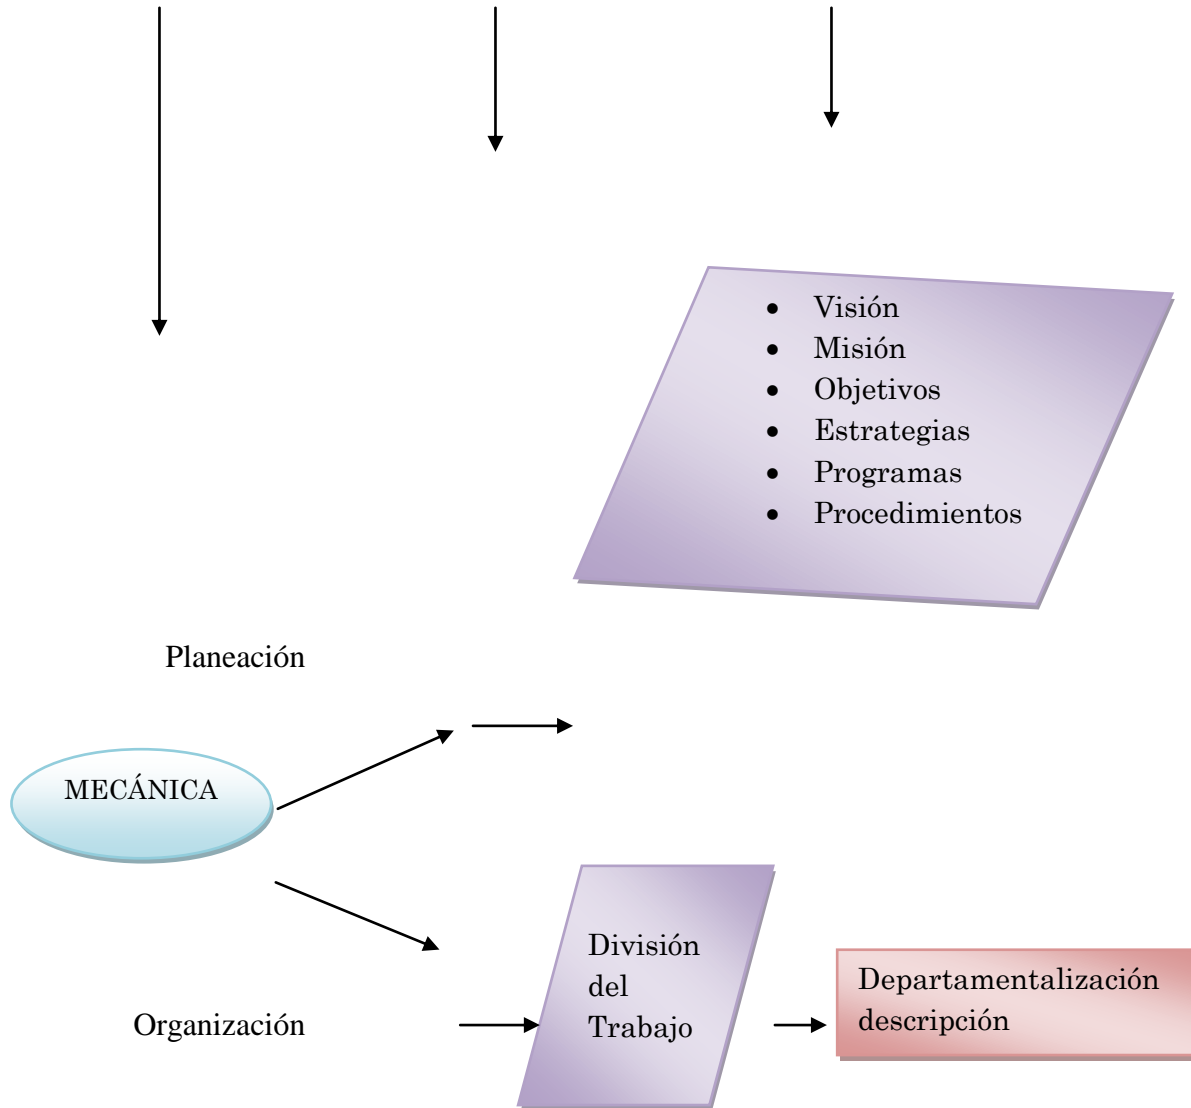 • Visión
• Misión
• Objetivos
• Estrategias
• Programas
• Procedimientos
Planeación
MECÁNICA
División
del
Trabajo
Departamentalización
descripción
Organización